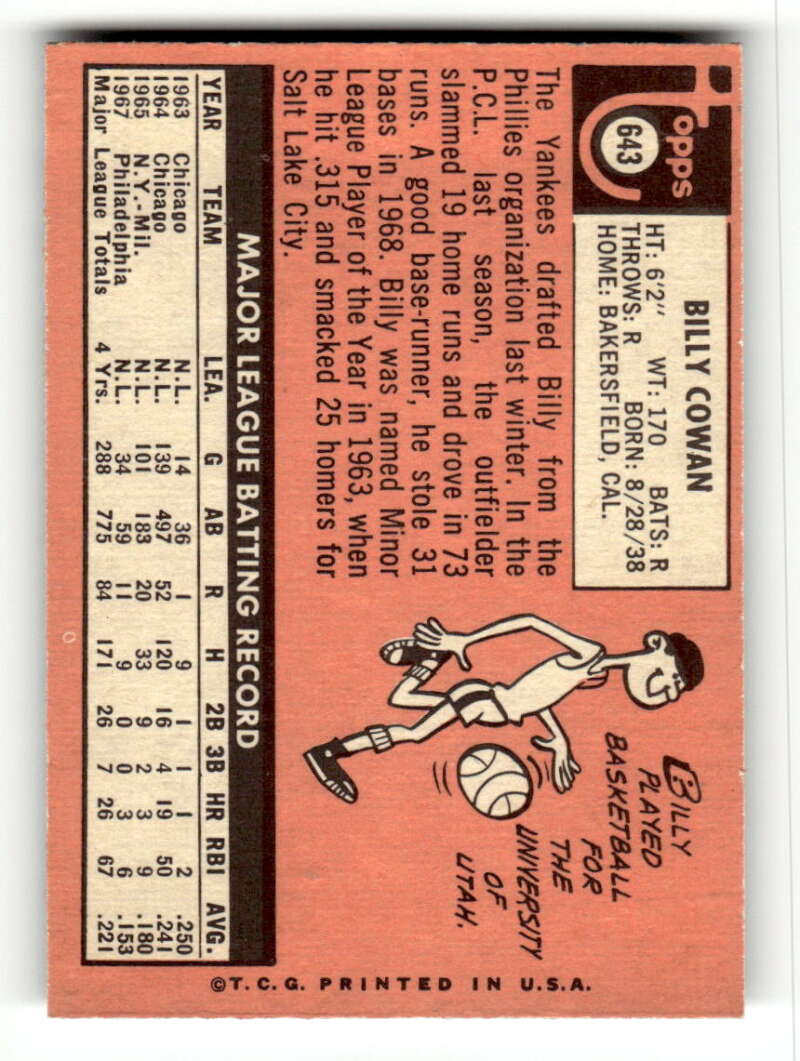 Topps
643
BILLY COWAN
HT: 6'2" WT: 170 BATS: R
THROWS: R BORN: 8/28/38
HOME: BAKERSFIELD, CAL.
The Yankees drafted Billy from the
Phillies organization last winter. In the
P.C.L. last season, the outfielder
slammed 19 home runs and drove in 73
runs. A good base-runner, he stole 31
bases in 1968. Billy was named Minor
League Player of the Year in 1963, when
he hit .315 and smacked 25 homers for
Salt Lake City.
BILLY
PLAYED
BASKETBALL
FOR
THE
UNIVERSITY
OF
UTAH.
MAJOR LEAGUE BATTING RECORD
YEAR TEAM LEA. G AB R H 2B 3B HR RBI AVG.
1963 Chicago N.L. 14 36 1 9 1 1 1 2 .250
1964 Chicago N.L. 139 497 52 120 16 4 19 50 .241
1965 N.Y.-Mil. N.L. 101 183 20 33 9 2 3 9 .180
1967 Philadelphia N.L. 34 59 11 9 0 0 3 6 .153
Major League Totals 4 Yrs. 288 775 84 171 26 7 26 67 .221
©T.C.G. PRINTED IN U.S.A.